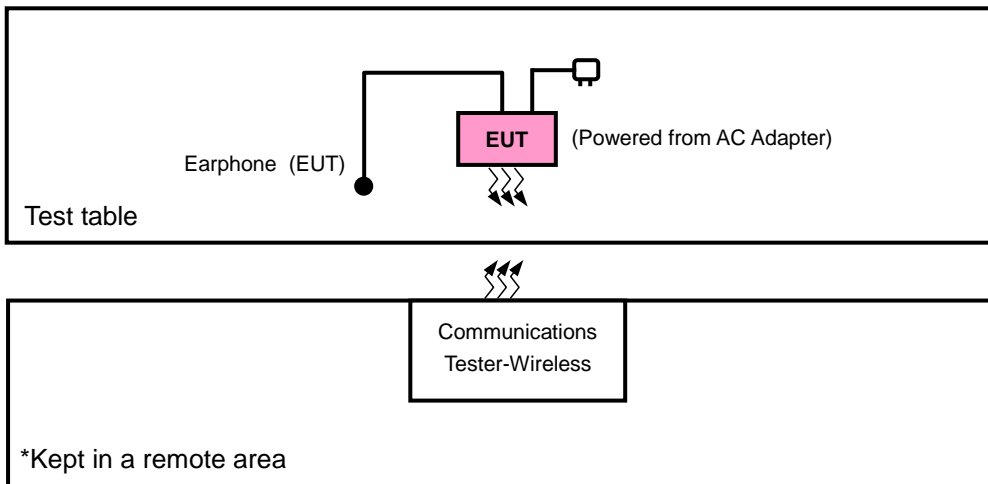 EUT
(Powered from AC Adapter)
Earphone (EUT)
Test table
Communications
Tester-Wireless
*Kept in a remote area